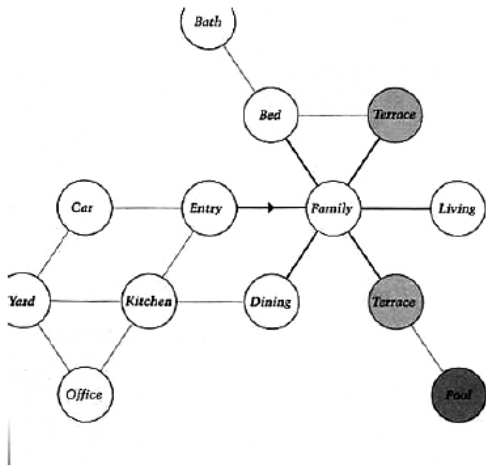 Bath
Bed
Terrace
Car
Entry
Family
Living
Yard
Kitchen
Dining
Terrace
Office
Pool